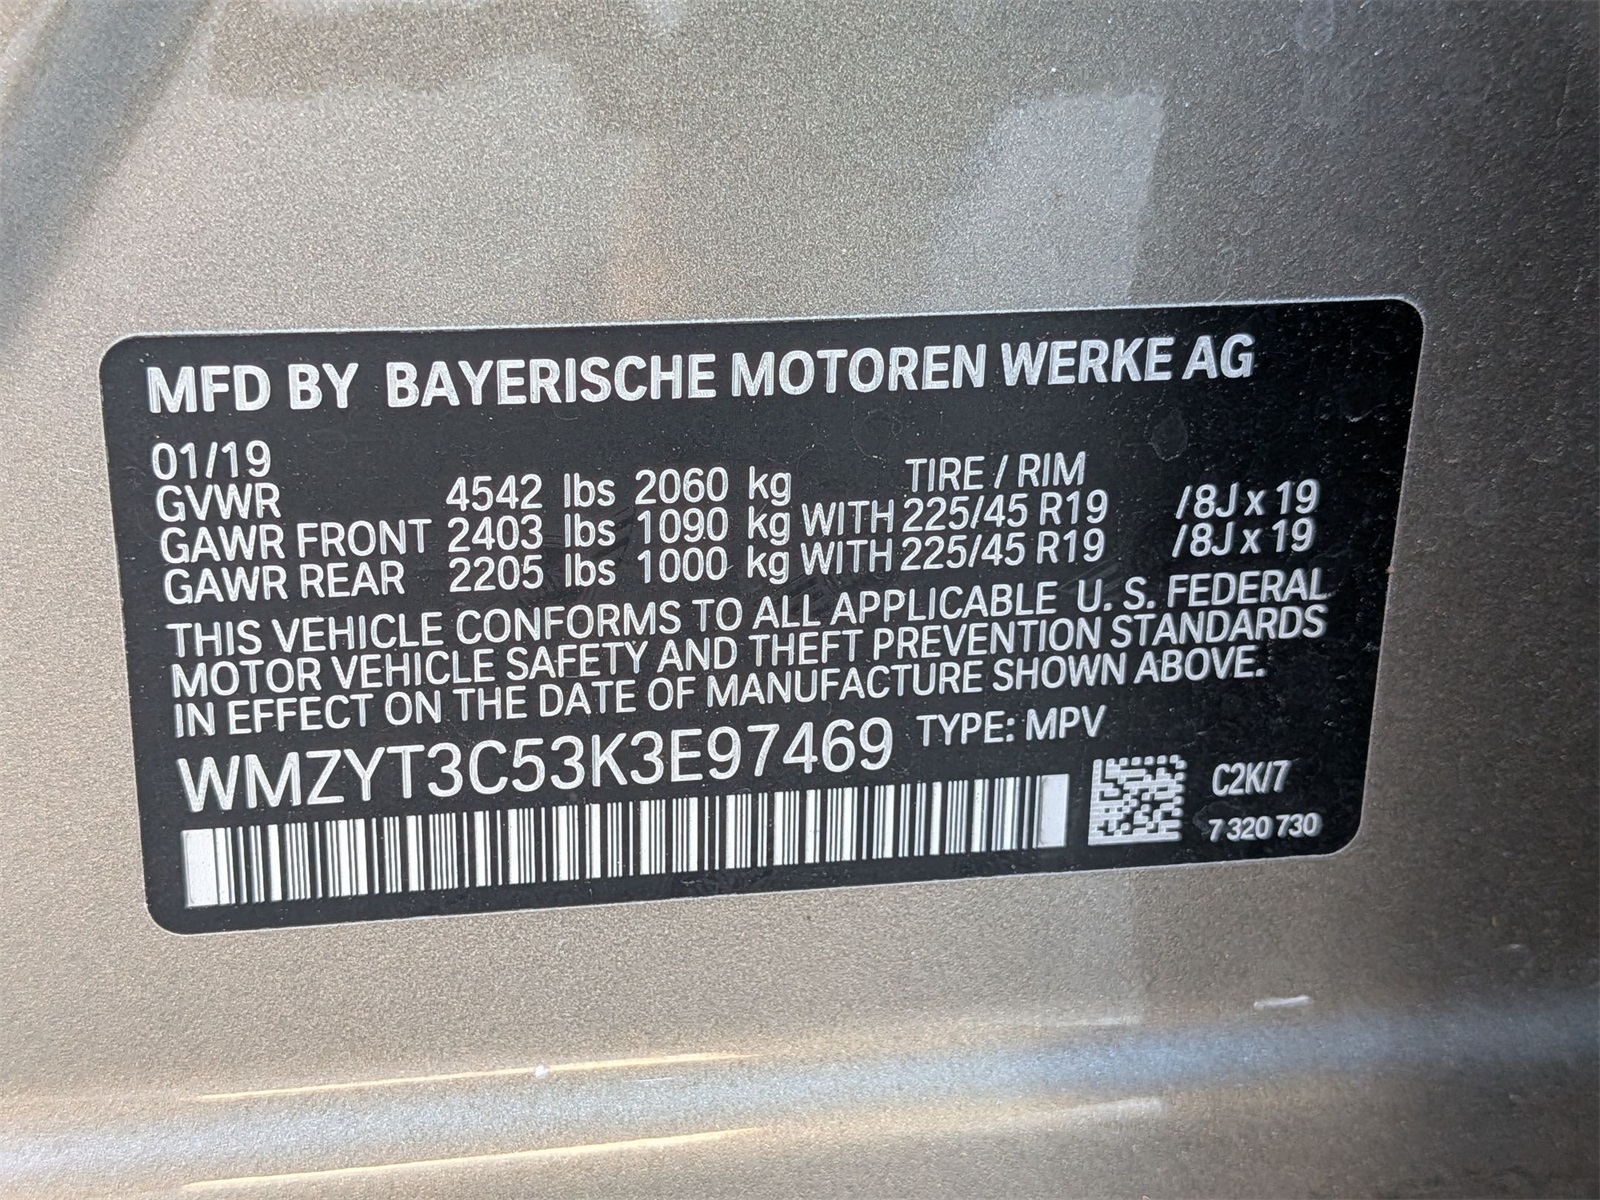 MFD BY BAYERISCHE MOTOREN WERKE AG
01/19 TIRE / RIM
GVWR 4542 lbs 2060 kg
GAWR FRONT 2403 lbs 1090 kg WITH 225/45 R19 /8J x 19
GAWR REAR 2205 lbs 1000 kg WITH 225/45 R19 /8J x 19
THIS VEHICLE CONFORMS TO ALL APPLICABLE U. S. FEDERAL
MOTOR VEHICLE SAFETY AND THEFT PREVENTION STANDARDS
IN EFFECT ON THE DATE OF MANUFACTURE SHOWN ABOVE.
WMZYT3C53K3E97469 TYPE: MPV
C2K/7
7 320 730